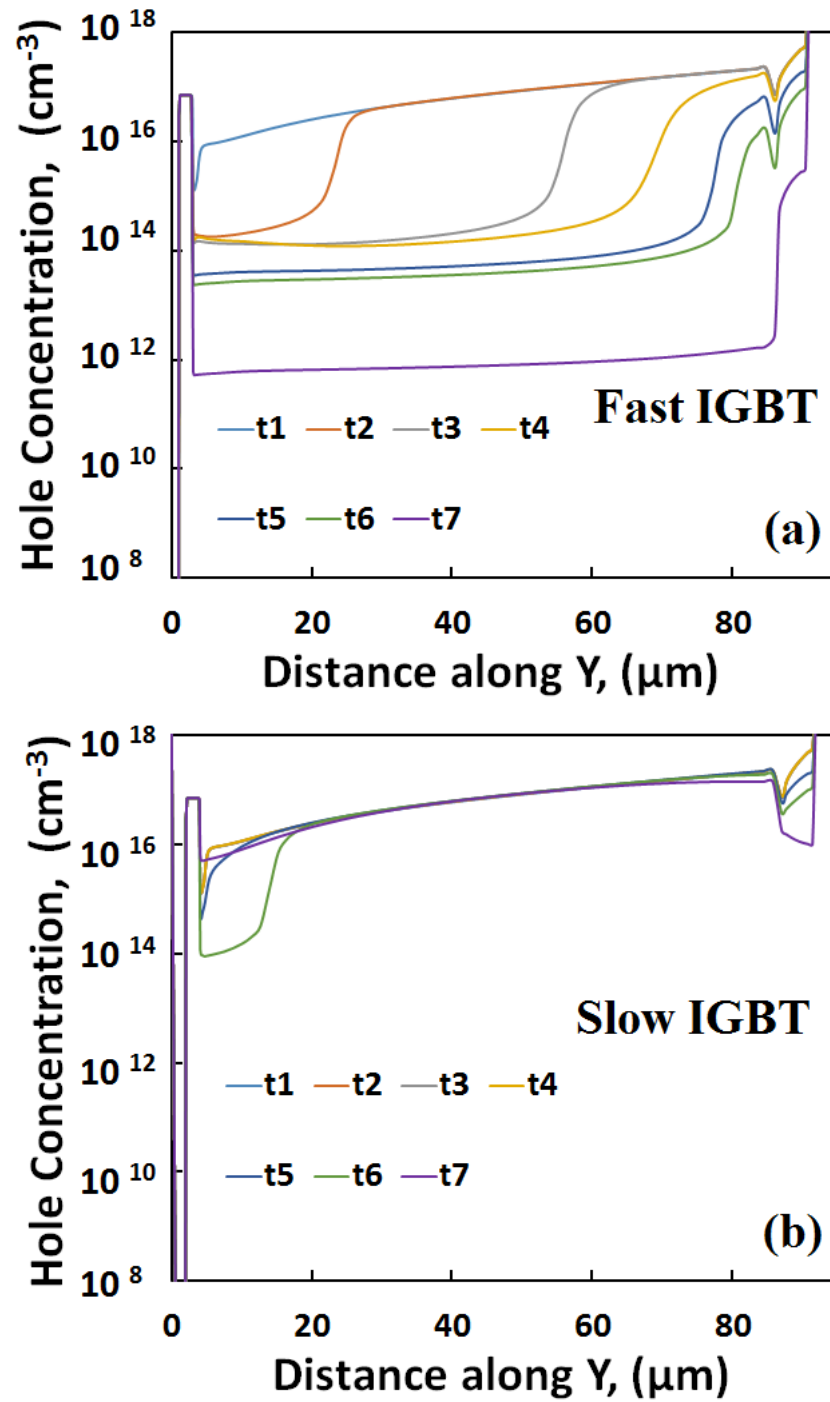 Hole Concentration, (cm-3)
10 18
10 16
10 14
10 12
10 10
10 8
t1 t2 t3 t4
t5 t6 t7
Fast IGBT
(a)
0 20 40 60 80
Distance along Y, (μm)
Hole Concentration, (cm-3)
10 18
10 16
10 14
10 12
10 10
10 8
Slow IGBT
t1 t2 t3 t4
t5 t6 t7
(b)
0 20 40 60 80
Distance along Y, (μm)